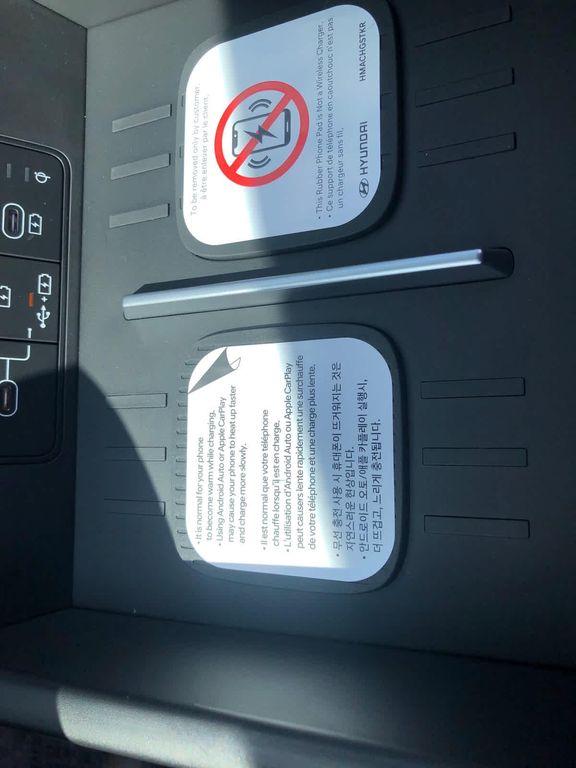 To be removed only by customer.
à être enlever par le client.
• This Rubber Phone Pad is Not a Wireless Charger.
• Ce support de téléphone en caoutchouc n'est pas
un chargeur sans fil.
HYUNDAI
HMACHGSTKR
• It is normal for your phone
to become warm while charging.
• Using Android Auto or Apple CarPlay
may cause your phone to heat up faster
and charge more slowly.
• Il est normal que votre téléphone
chauffe lorsqu'il est en charge.
• L'utilisation d'Android Auto ou Apple CarPlay
peut causers lente rapidement une surchauffe
de votre téléphone et une charge plus lente.
• 무선 충전 사용 시 휴대폰이 뜨거워지는 것은
자연스러운 현상입니다.
• 안드로이드 오토/애플 카플레이 실행시,
더 뜨겁고, 느리게 충전됩니다.